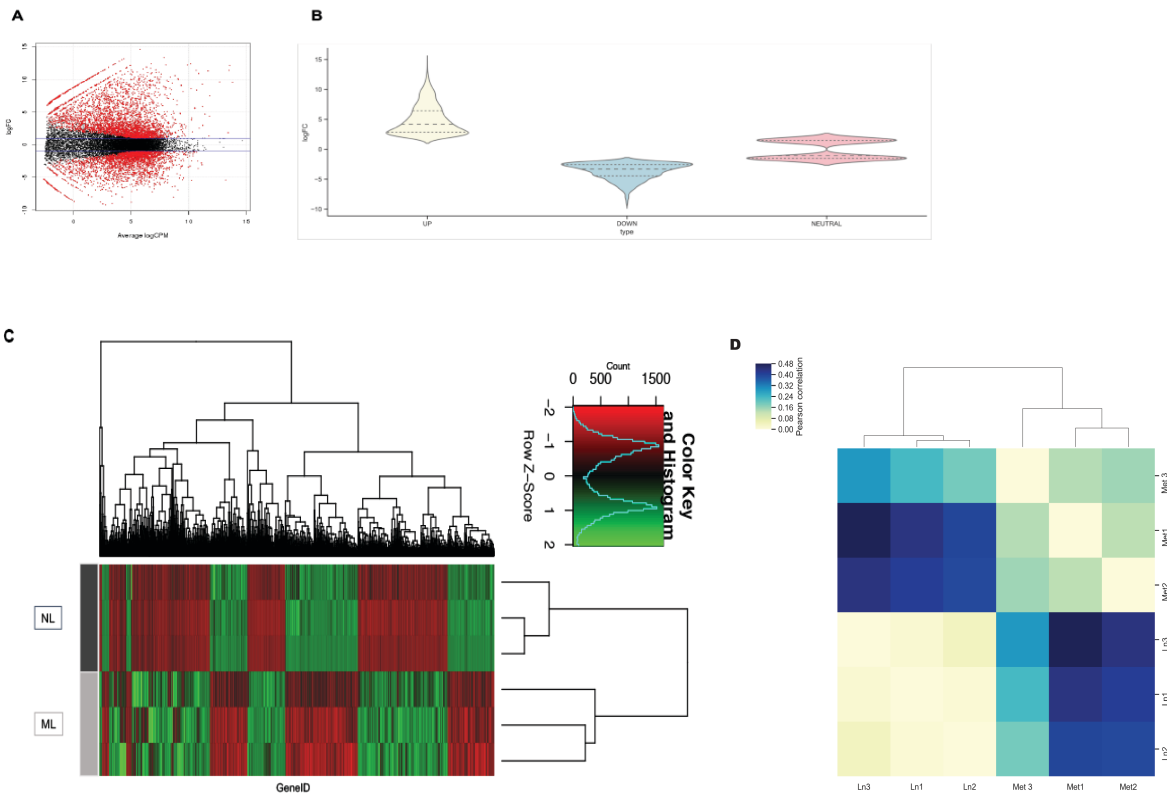 A
B
15
10
5
0
-5
-10
logFC
0
5
10
15
Average logCPM
15
10
5
0
-5
-10
logFC
UP
DOWN
NEUTRAL
type
C
Count
0 500 1500
-2
-1
0
1
2
Row Z-Score
Color Key
and Histogram
NL
ML
GeneID
D
0.48
0.40
0.32
0.24
0.16
0.08
0.00
Pearson correlation
Met 3
Met1
Met2
Ln3
Ln1
Ln2
Ln3
Ln1
Ln2
Met 3
Met1
Met2